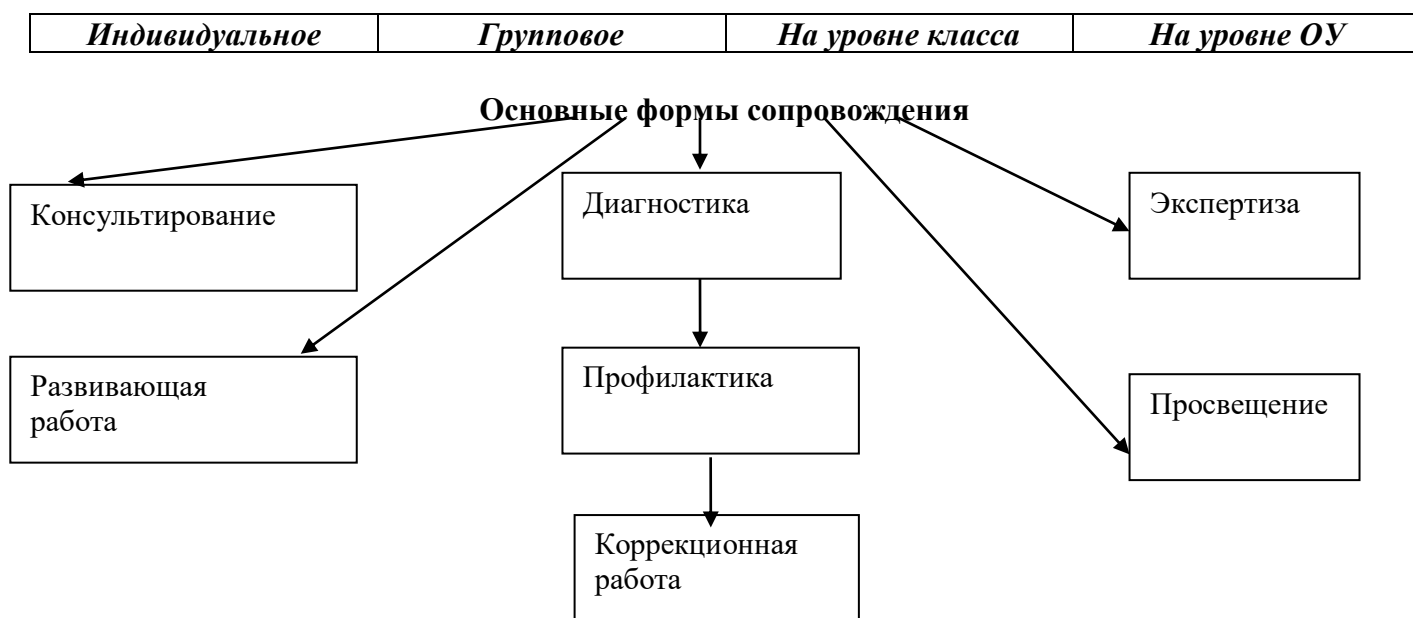 Индивидуальное Групповое На уровне класса На уровне ОУ
Основные формы сопровождения
Консультирование
Диагностика
Экспертиза
Развивающая
работа
Профилактика
Просвещение
Коррекционная
работа